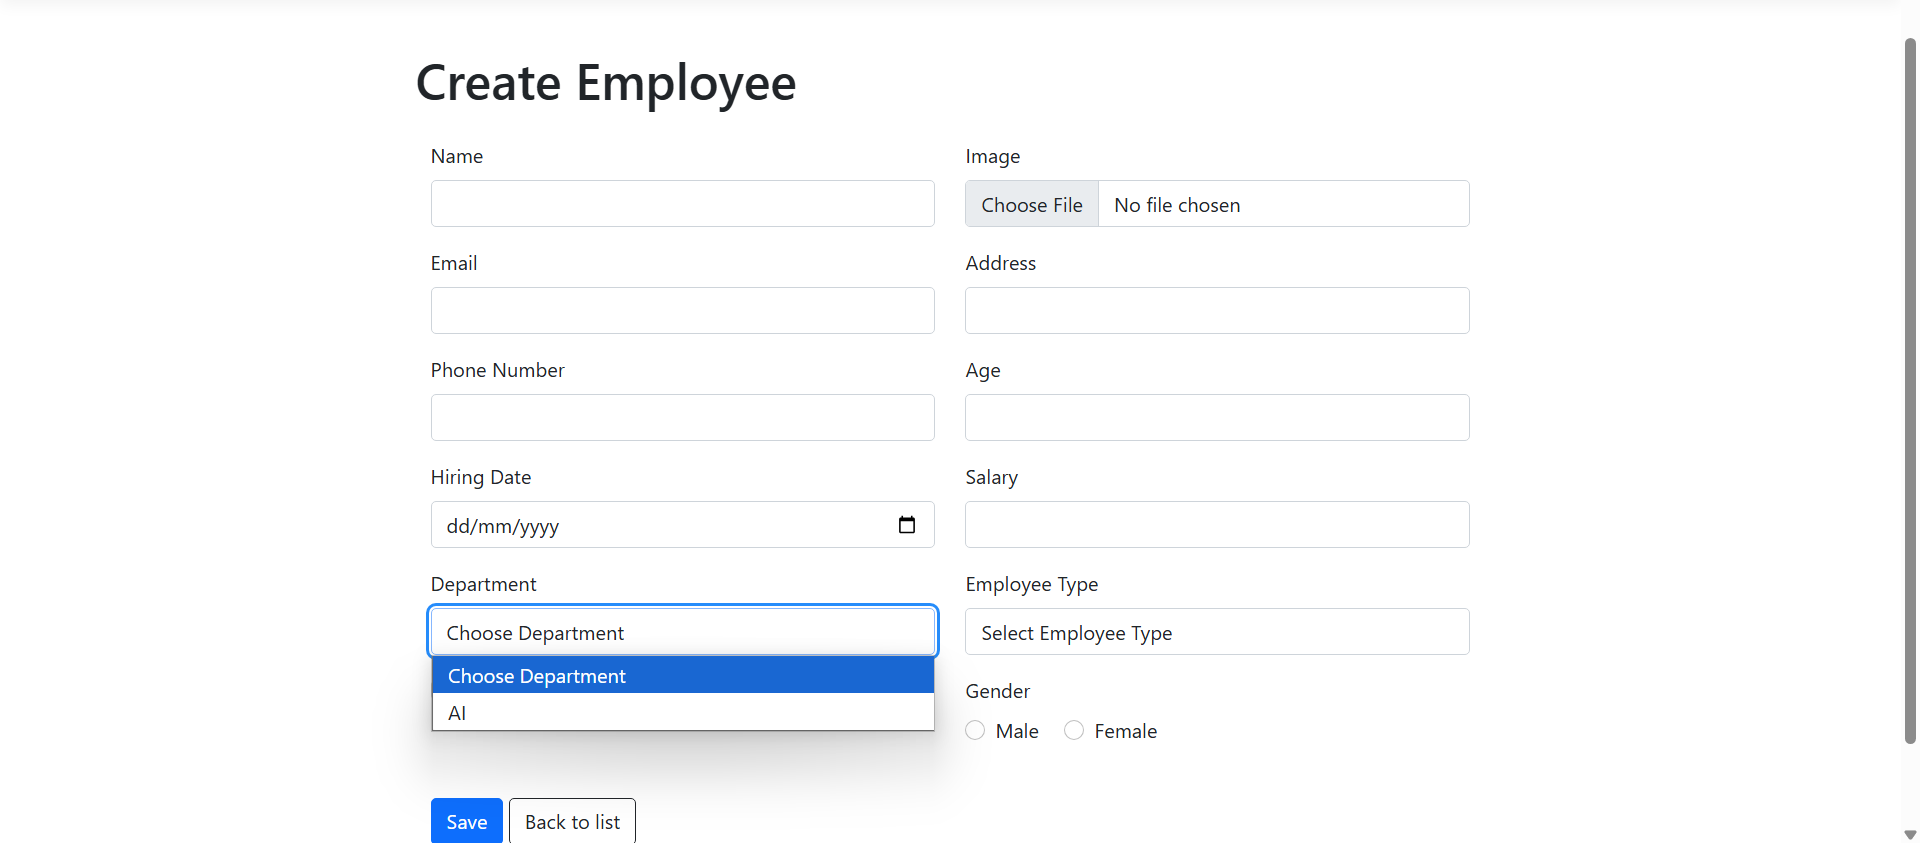 Create Employee
Name
Image
Choose File No file chosen
Email
Address
Phone Number
Age
Hiring Date
Salary
dd/mm/yyyy
Department
Employee Type
Choose Department
Select Employee Type
Choose Department
AI
Gender
Male Female
Save Back to list